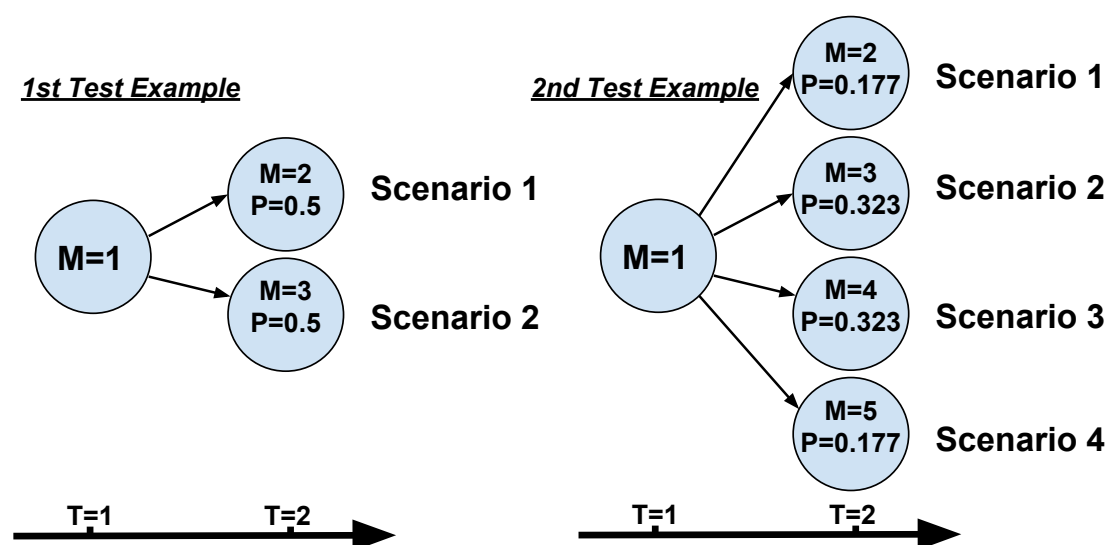 1st Test Example
M=1
M=2
P=0.5
Scenario 1
M=3
P=0.5
Scenario 2
T=1
T=2
2nd Test Example
M=1
M=2
P=0.177
Scenario 1
M=3
P=0.323
Scenario 2
M=4
P=0.323
Scenario 3
M=5
P=0.177
Scenario 4
T=1
T=2